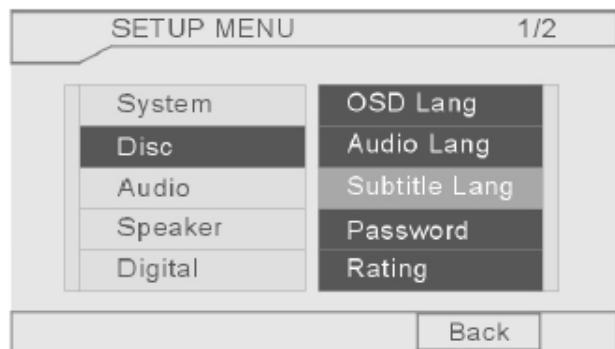 SETUP MENU 1/2
System
Disc
Audio
Speaker
Digital
OSD Lang
Audio Lang
Subtitle Lang
Password
Rating
Back